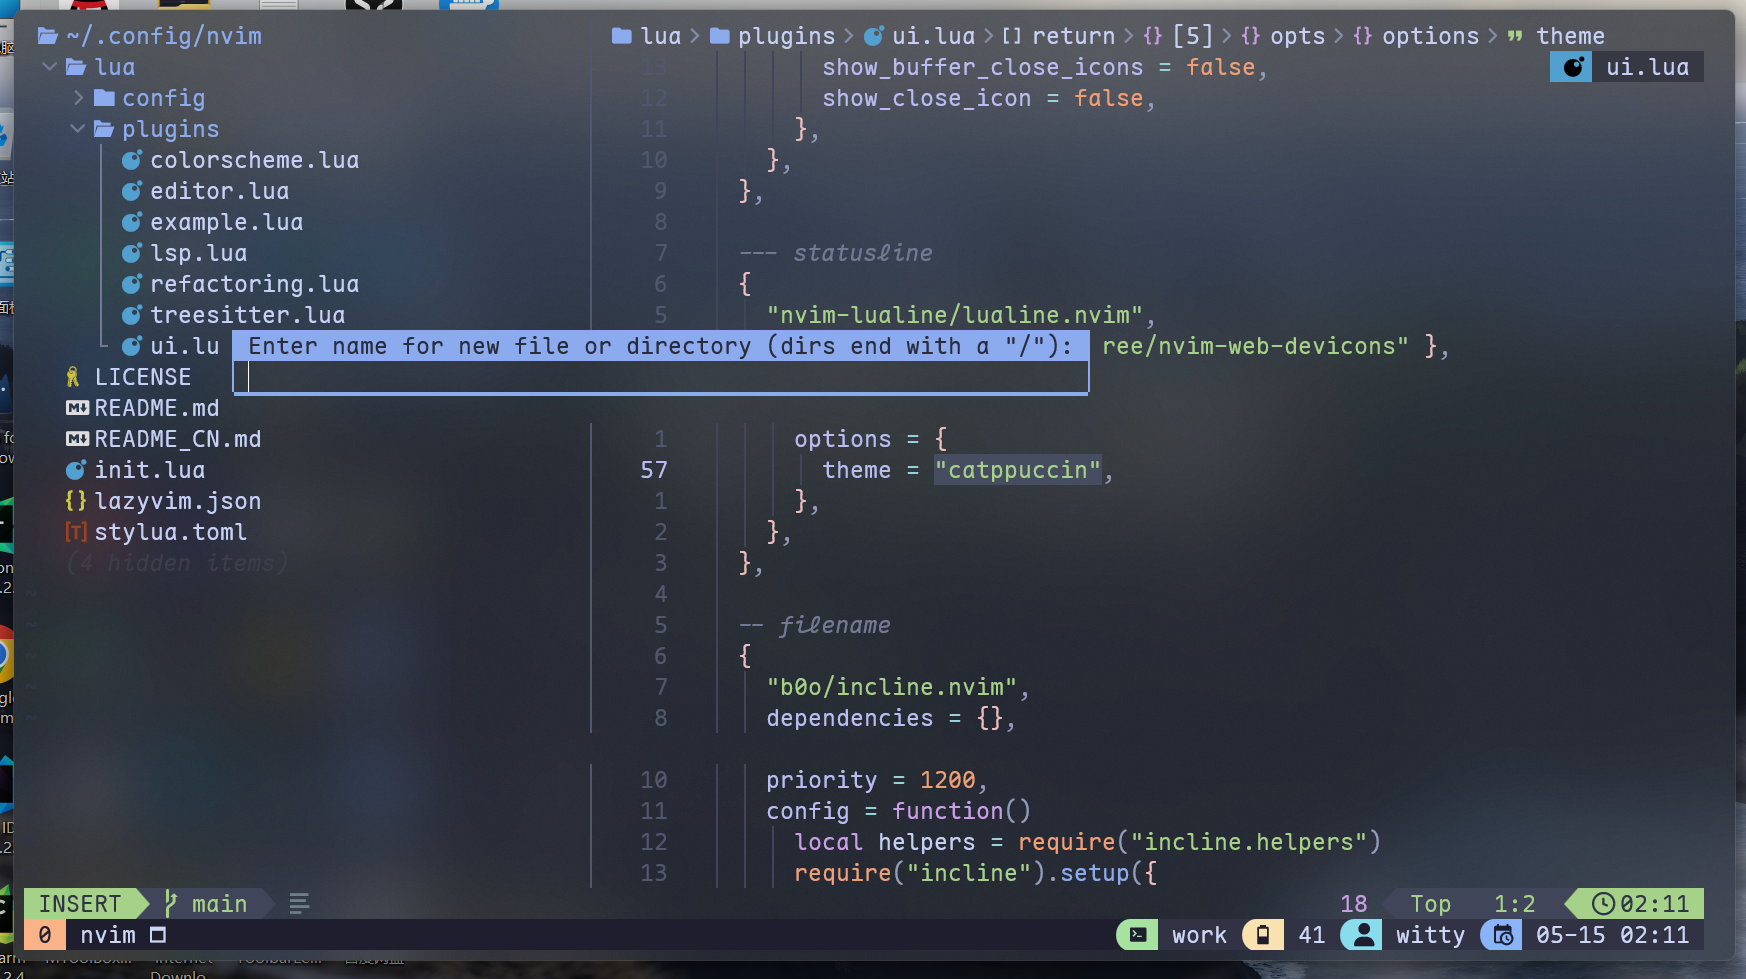 ~/.config/nvim
lua
config
plugins
colorscheme.lua
editor.lua
example.lua
lsp.lua
refactoring.lua
treesitter.lua
ui.lu
LICENSE
README.md
README_CN.md
init.lua
lazyvim.json
stylua.toml
(4 hidden items)
Enter name for new file or directory (dirs end with a "/"):
lua > plugins > ui.lua > [] return > {} [5] > {} opts > {} options > " theme
ui.lua
13 show_buffer_close_icons = false,
12 show_close_icon = false,
11 },
10 },
9 },
8
7 --- statusline
6 {
5 "nvim-lualine/lualine.nvim",
ree/nvim-web-devicons" },
1 options = {
57 theme = "catppuccin",
1 },
2 },
3 },
4
5 -- filename
6 {
7 "b0o/incline.nvim",
8 dependencies = {},
10 priority = 1200,
11 config = function()
12 local helpers = require("incline.helpers")
13 require("incline").setup({
INSERT main 18 Top 1:2 02:11
0 nvim work 41 witty 05-15 02:11